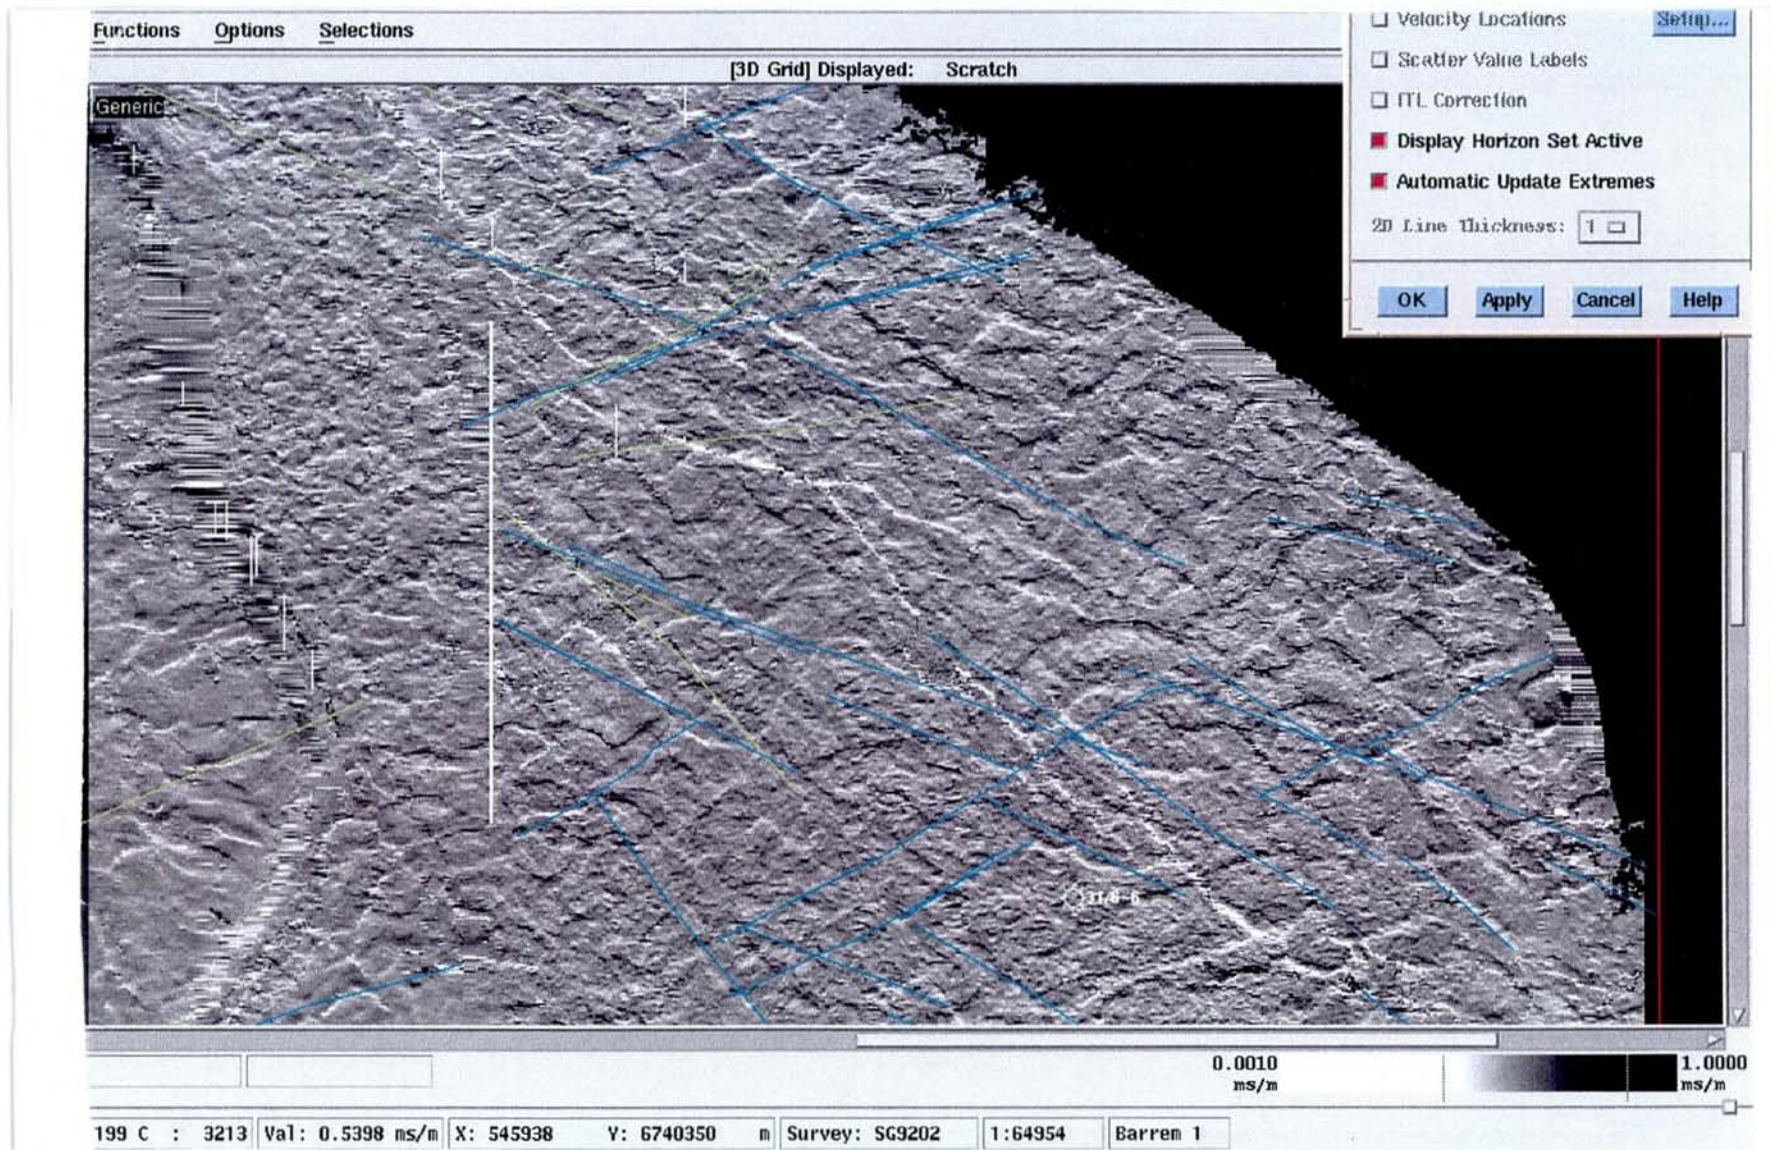 Functions Options Selections
[3D Grid] Displayed: Scratch
Generic
Velocity Locations Setup...
Scatter Value Labels
ITL Correction
Display Horizon Set Active
Automatic Update Extremes
2D Line Thickness: 1
OK Apply Cancel Help
0.0010 ms/m
1.0000 ms/m
199 C : 3213 Val: 0.5398 ms/m X: 545938 Y: 6740350 m Survey: SG9202 1:64954 Barrem 1